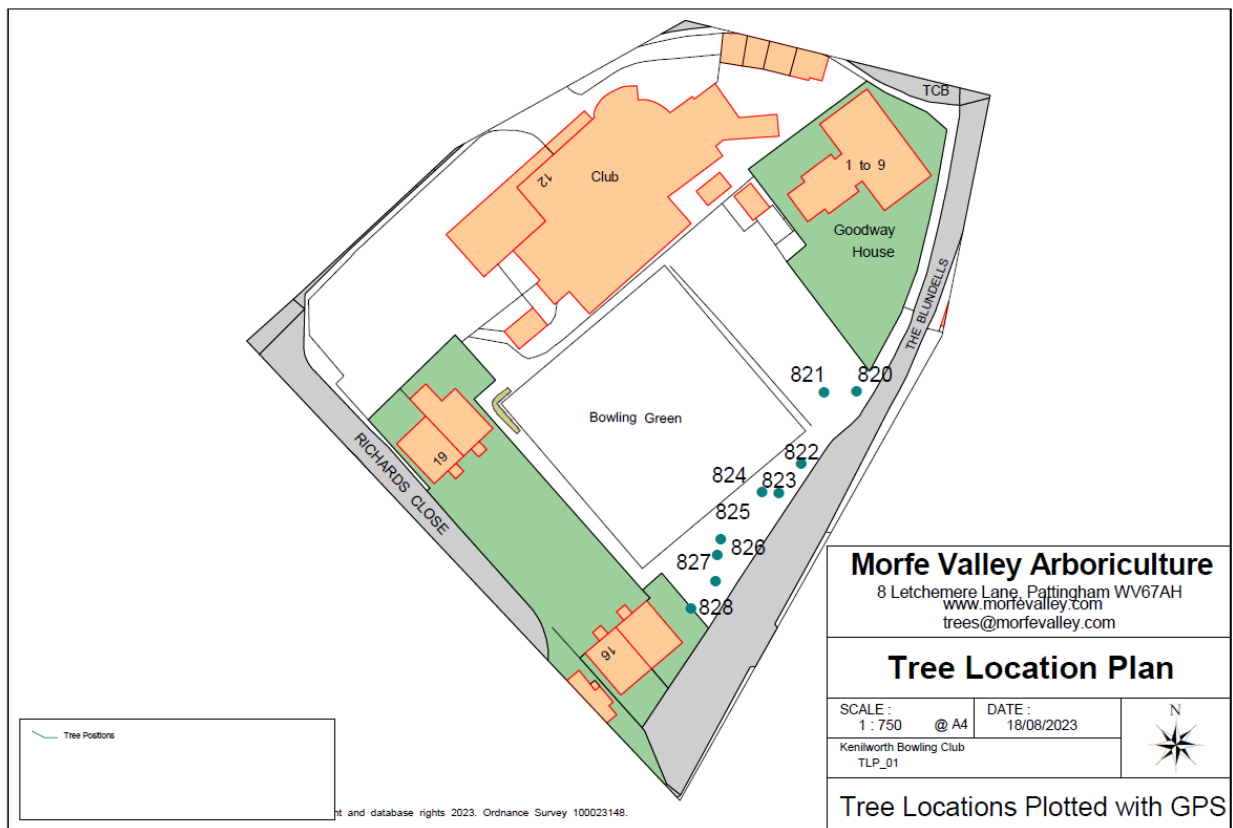 TCB
12
Club
1 to 9
Goodway
House
THE BLUNDELLS
821
820
Bowling Green
822
824
823
19
RICHARDS CLOSE
825
826
827
828
16
Morfe Valley Arboriculture
8 Letchemere Lane, Pattingham WV67AH
www.morfevalley.com
trees@morfevalley.com
Tree Location Plan
SCALE :
1 : 750 @ A4
DATE :
18/08/2023
N
Kenilworth Bowling Club
TLP_01
Tree Locations Plotted with GPS
Tree Postions
and database rights 2023. Ordnance Survey 100023148.